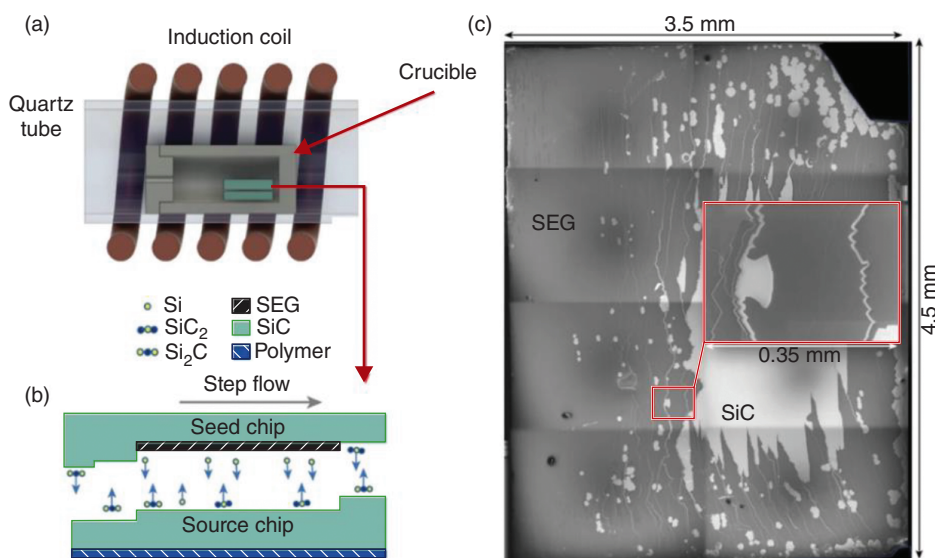 (a)
Induction coil
Crucible
Quartz
tube
Si
SiC₂
Si₂C
SEG
SiC
Polymer
(b)
Step flow
Seed chip
Source chip
(c)
3.5 mm
SEG
0.35 mm
SiC
4.5 mm